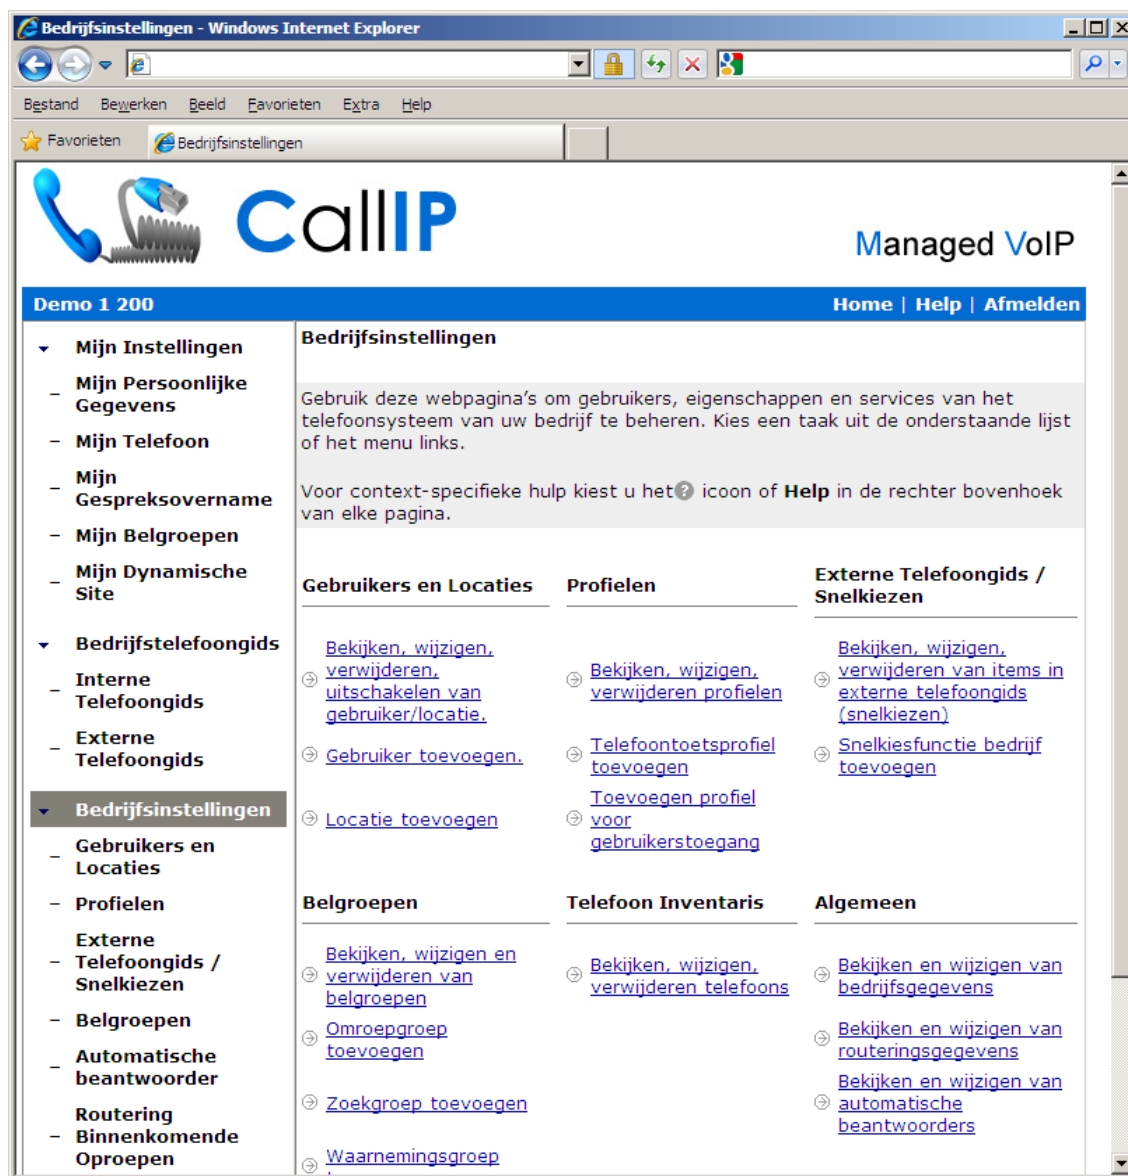 Bedrijfsinstellingen - Windows Internet Explorer
Bestand Bewerken Beeld Favorieten Extra Help
Favorieten Bedrijfsinstellingen
CallIP
Managed VoIP
Demo 1 200
Home | Help | Afmelden
Mijn Instellingen
Mijn Persoonlijke
Gegevens
Mijn Telefoon
Mijn
Gespreksovername
Mijn Belgroepen
Mijn Dynamische
Site
Bedrijfstelefoongids
Interne
Telefoongids
Externe
Telefoongids
Bedrijfsinstellingen
Gebruikers en
Locaties
Profielen
Externe
Telefoongids /
Snelkiezen
Belgroepen
Automatische
beantwoorder
Routering
Binnenkomende
Oproepen
Bedrijfsinstellingen
Gebruik deze webpagina's om gebruikers, eigenschappen en services van het
telefoonsysteem van uw bedrijf te beheren. Kies een taak uit de onderstaande lijst
of het menu links.
Voor context-specifieke hulp kiest u het ? icoon of Help in de rechter bovenhoek
van elke pagina.
Gebruikers en Locaties
Bekijken, wijzigen,
verwijderen,
uitschakelen van
gebruiker/locatie.
Gebruiker toevoegen.
Locatie toevoegen
Profielen
Bekijken, wijzigen,
verwijderen profielen
Telefoontoetsprofiel
toevoegen
Toevoegen profiel
voor
gebruikerstoegang
Externe Telefoongids /
Snelkiezen
Bekijken, wijzigen,
verwijderen van items in
externe telefoongids
(snelkiezen)
Snelkiesfunctie bedrijf
toevoegen
Belgroepen
Bekijken, wijzigen en
verwijderen van
belgroepen
Omroepgroep
toevoegen
Zoekgroep toevoegen
Waarnemingsgroep
Telefoon Inventaris
Bekijken, wijzigen,
verwijderen telefoons
Algemeen
Bekijken en wijzigen van
bedrijfsgegevens
Bekijken en wijzigen van
routeringsgegevens
Bekijken en wijzigen van
automatische
beantwoorders